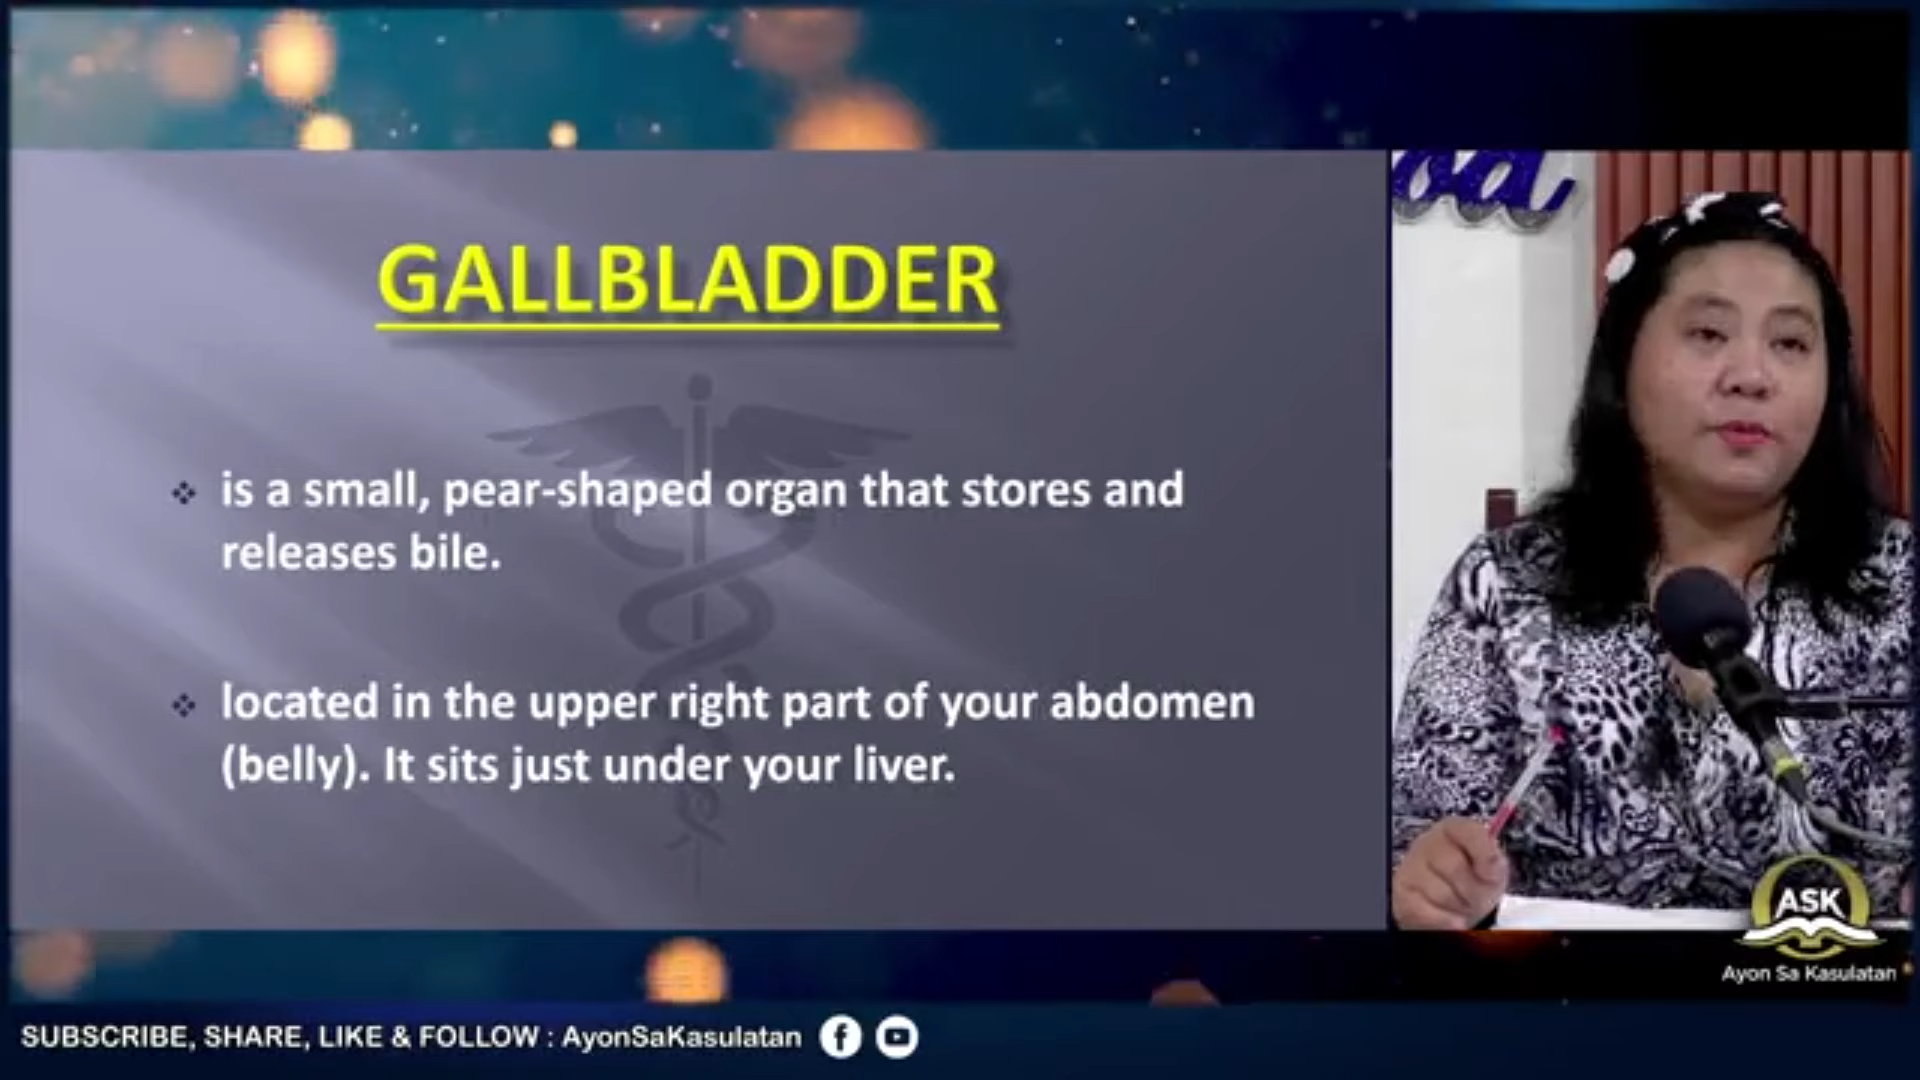 GALLBLADDER
is a small, pear-shaped organ that stores and
releases bile.
located in the upper right part of your abdomen
(belly). It sits just under your liver.
ASK
Ayon Sa Kasulatan
SUBSCRIBE, SHARE, LIKE & FOLLOW : AyonSaKasulatan